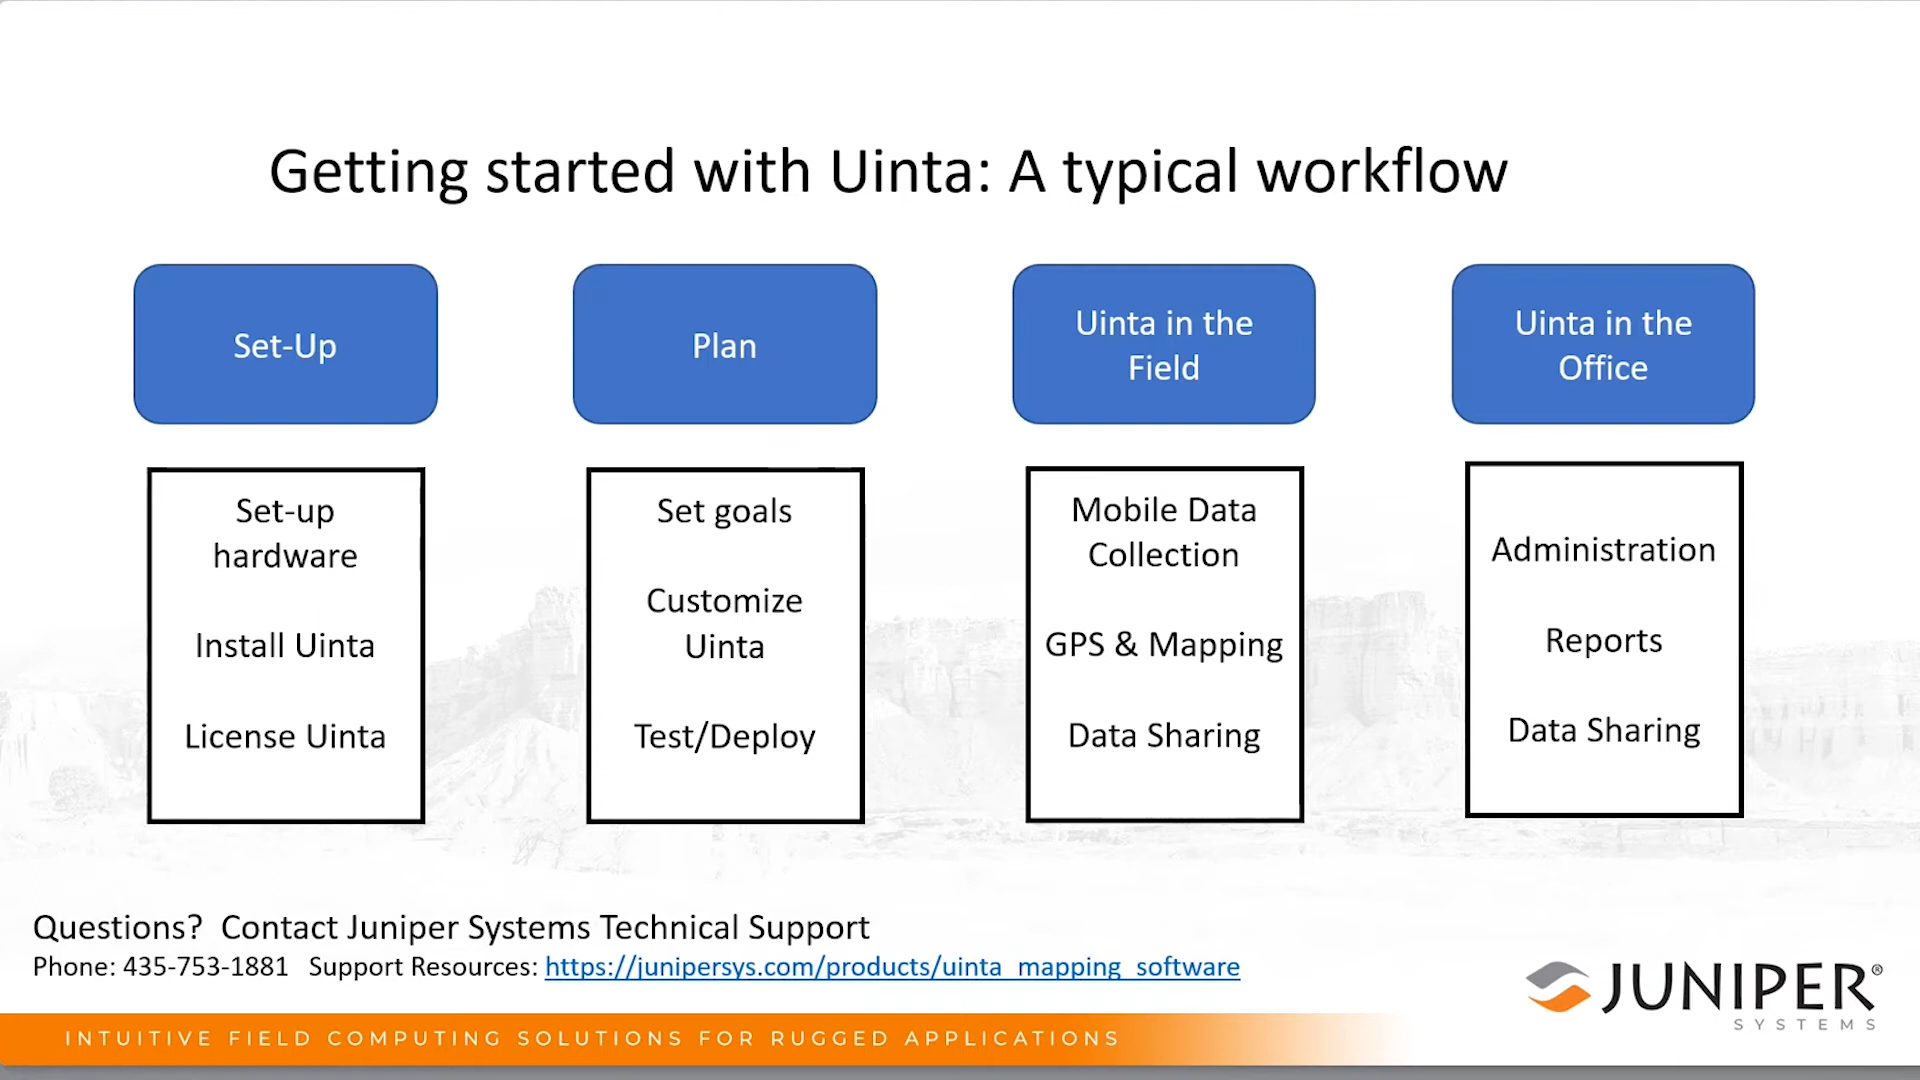 Getting started with Uinta: A typical workflow
Set-Up
Set-up
hardware
Install Uinta
License Uinta
Plan
Set goals
Customize
Uinta
Test/Deploy
Uinta in the
Field
Mobile Data
Collection
GPS & Mapping
Data Sharing
Uinta in the
Office
Administration
Reports
Data Sharing
Questions?  Contact Juniper Systems Technical Support
Phone: 435-753-1881   Support Resources: https://junipersys.com/products/uinta_mapping_software
JUNIPER®
SYSTEMS
INTUITIVE FIELD COMPUTING SOLUTIONS FOR RUGGED APPLICATIONS